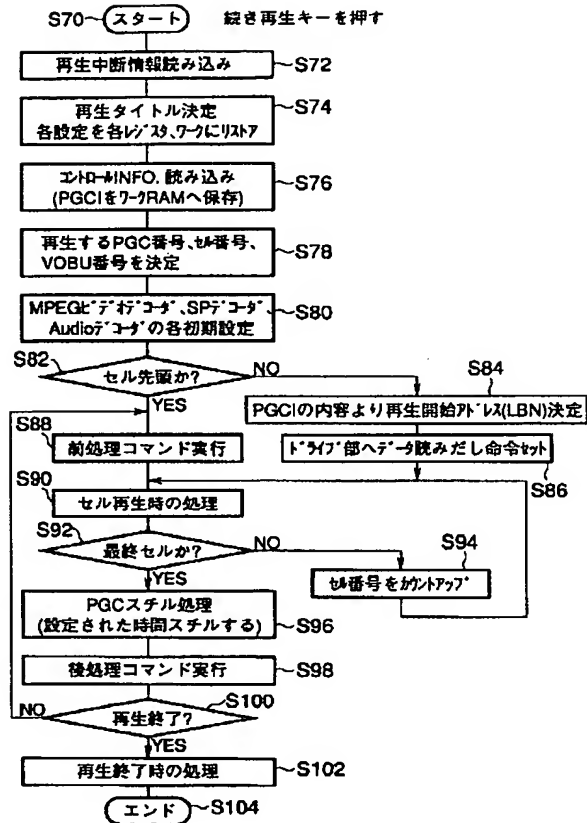 S70 スタート 続き再生キーを押す
再生中断情報読み込み S72
再生タイトル決定 S74
各設定を各ﾚｼﾞｽﾀ、ワークにリストア
ｺﾝﾄﾛｰﾙINFO. 読み込み S76
(PGCIをワークRAMへ保存)
再生するPGC番号、ｾﾙ番号、 S78
VOBU番号を決定
MPEGﾋﾞﾃﾞｵﾃﾞｺｰﾀﾞ、SPデコーダ S80
Audioﾃﾞｺｰﾀﾞの各初期設定
S82 セル先頭か? NO S84
YES PGCIの内容より再生開始ｱﾄﾞﾚｽ(LBN)決定
S88 前処理コマンド実行 ﾄﾞﾗｲﾌﾞ部へデータ読みだし命令ｾｯﾄ
S86
S90 セル再生時の処理
S92 最終セルか? NO S94
YES ｾﾙ番号をｶｳﾝﾄｱｯﾌﾟ
PGCスチル処理
(設定された時間スチルする) S96
後処理コマンド実行 S98
NO 再生終了? S100
YES
再生終了時の処理 S102
エンド S104